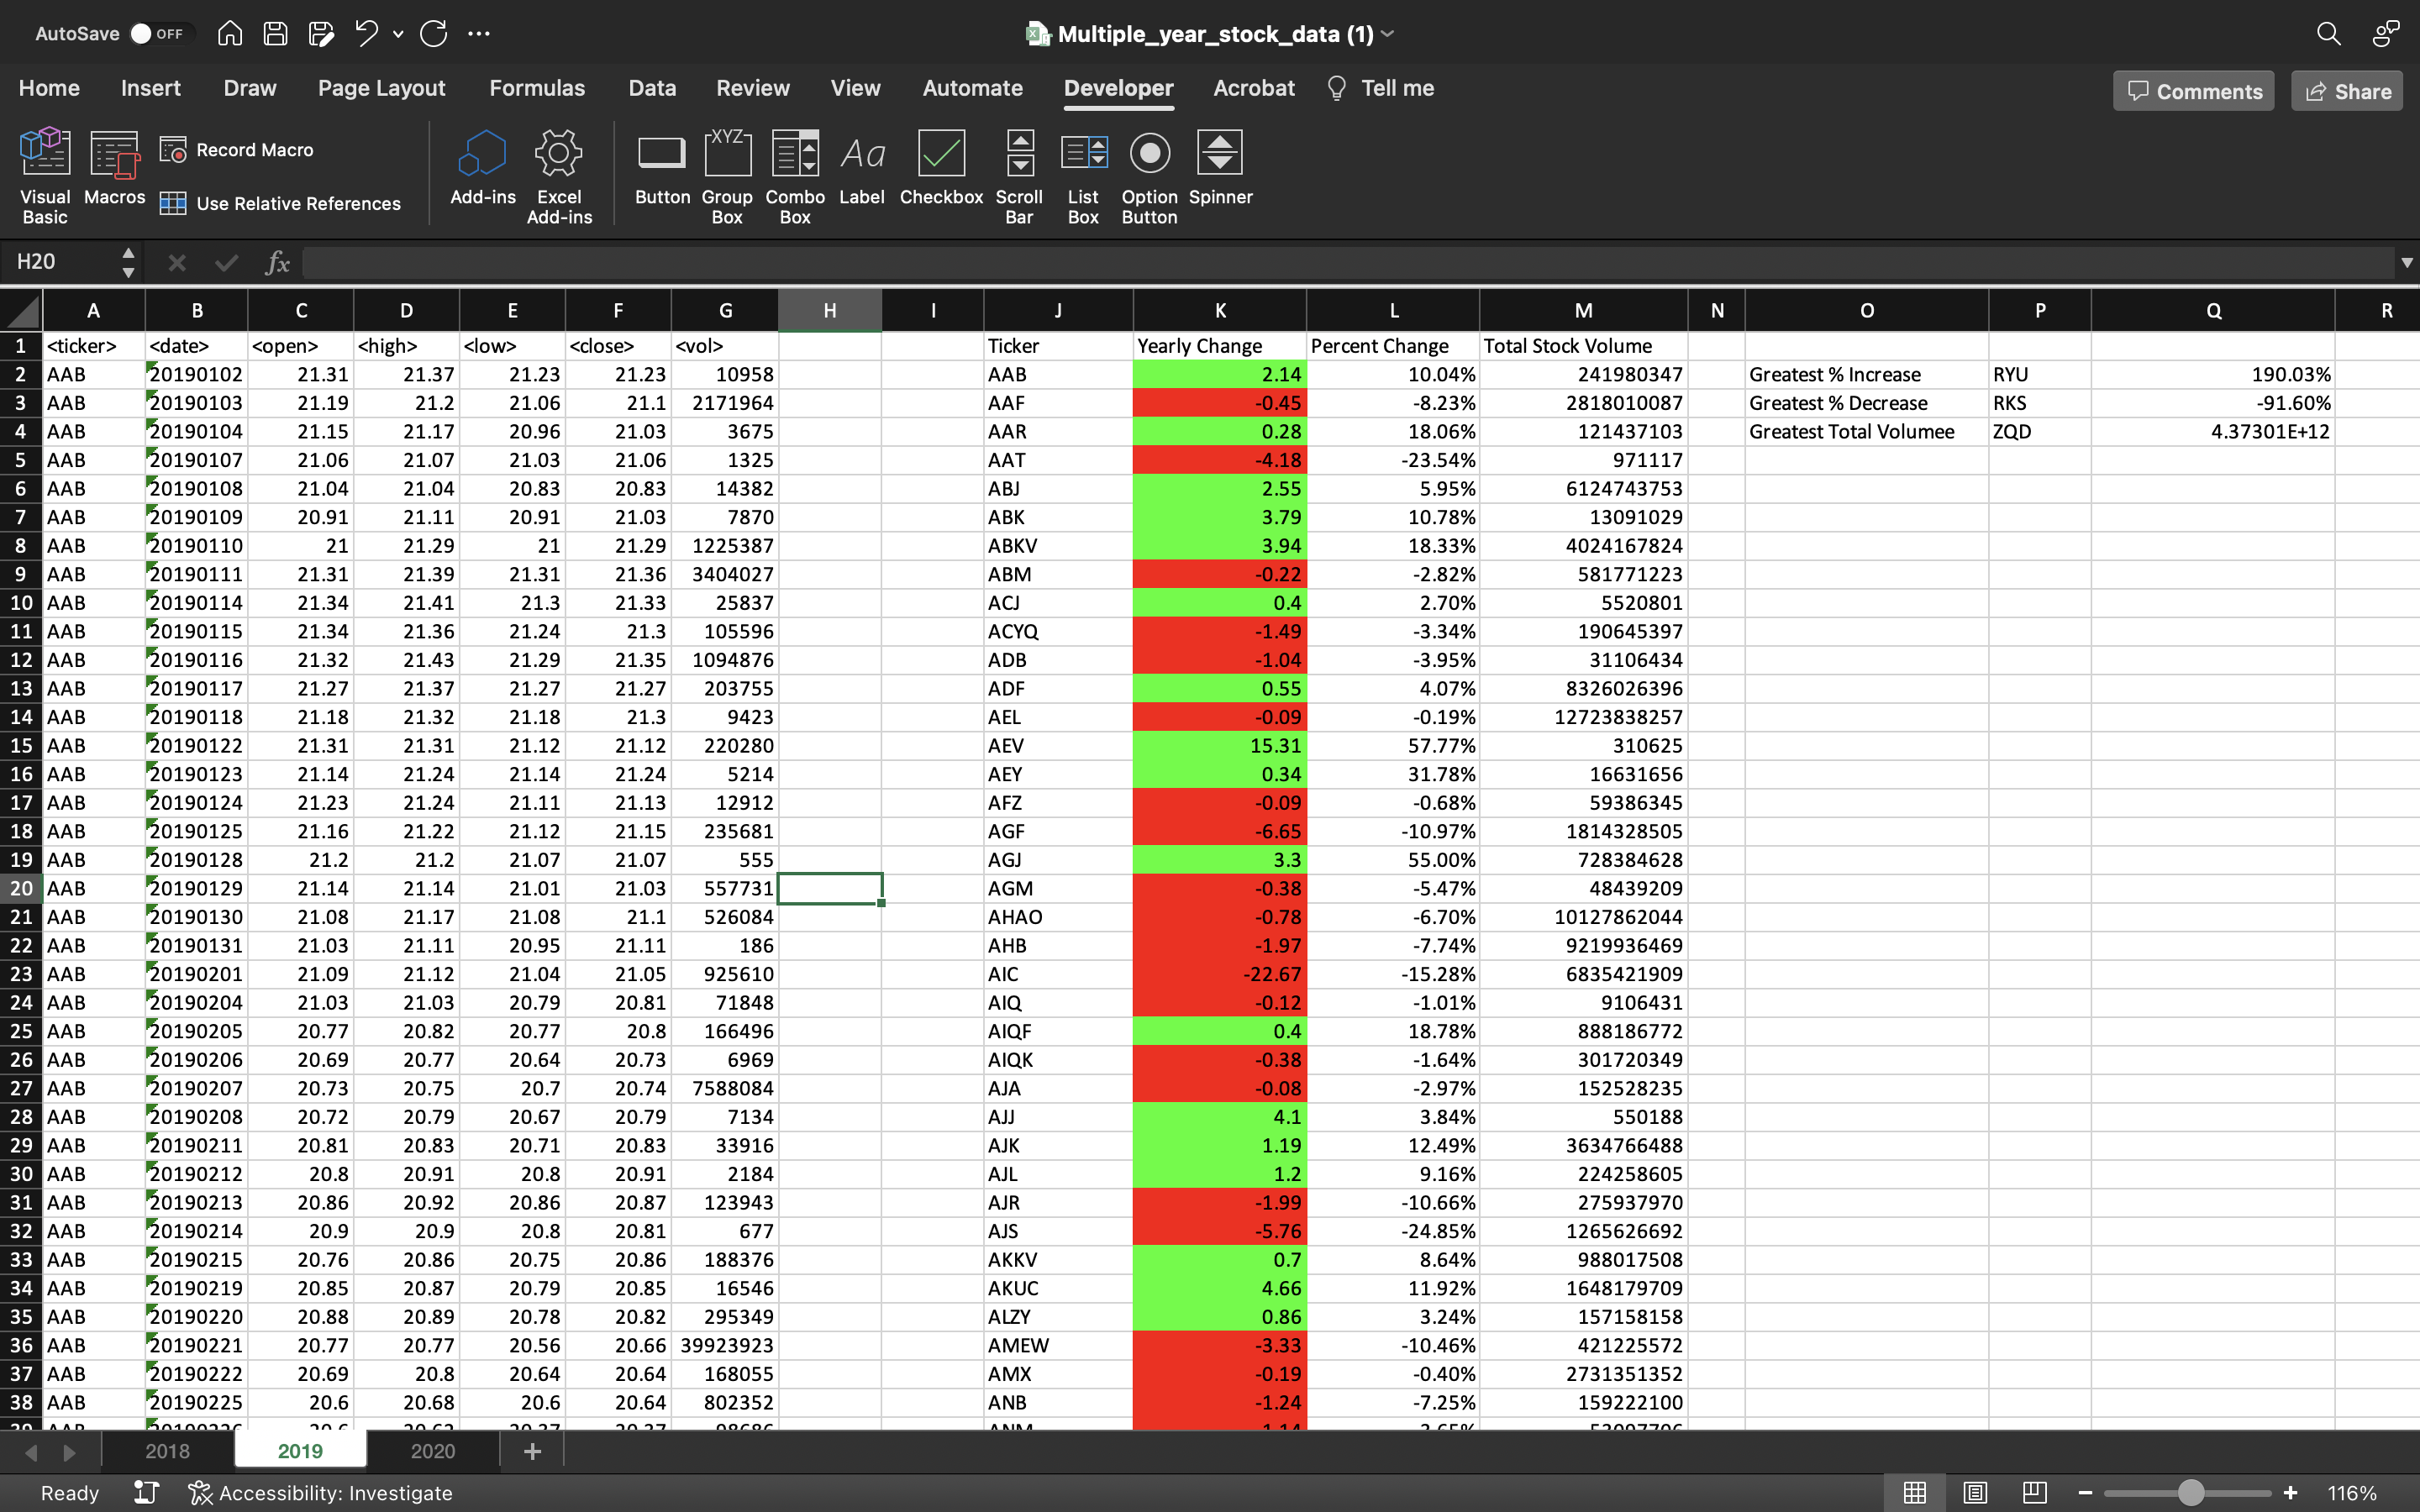 AutoSave OFF Multiple_year_stock_data (1)
Home Insert Draw Page Layout Formulas Data Review View Automate Developer Acrobat Tell me Comments Share
Visual Basic Macros Record Macro Use Relative References Add-ins Excel Add-ins XYZ Aa Button Group Box Combo Box Label Checkbox Scroll Bar List Box Option Button Spinner
H20 fx
A B C D E F G H I J K L M N O P Q R
1 <ticker> <date> <open> <high> <low> <close> <vol> Ticker Yearly Change Percent Change Total Stock Volume
2 AAB 20190102 21.31 21.37 21.23 21.23 10958 AAB 2.14 10.04% 241980347 Greatest % Increase RYU 190.03%
3 AAB 20190103 21.19 21.2 21.06 21.1 2171964 AAF -0.45 -8.23% 2818010087 Greatest % Decrease RKS -91.60%
4 AAB 20190104 21.15 21.17 20.96 21.03 3675 AAR 0.28 18.06% 121437103 Greatest Total Volumee ZQD 4.37301E+12
5 AAB 20190107 21.06 21.07 21.03 21.06 1325 AAT -4.18 -23.54% 971117
6 AAB 20190108 21.04 21.04 20.83 20.83 14382 ABJ 2.55 5.95% 6124743753
7 AAB 20190109 20.91 21.11 20.91 21.03 7870 ABK 3.79 10.78% 13091029
8 AAB 20190110 21 21.29 21 21.29 1225387 ABKV 3.94 18.33% 4024167824
9 AAB 20190111 21.31 21.39 21.31 21.36 3404027 ABM -0.22 -2.82% 581771223
10 AAB 20190114 21.34 21.41 21.3 21.33 25837 ACJ 0.4 2.70% 5520801
11 AAB 20190115 21.34 21.36 21.24 21.3 105596 ACYQ -1.49 -3.34% 190645397
12 AAB 20190116 21.32 21.43 21.29 21.35 1094876 ADB -1.04 -3.95% 31106434
13 AAB 20190117 21.27 21.37 21.27 21.27 203755 ADF 0.55 4.07% 8326026396
14 AAB 20190118 21.18 21.32 21.18 21.3 9423 AEL -0.09 -0.19% 12723838257
15 AAB 20190122 21.31 21.31 21.12 21.12 220280 AEV 15.31 57.77% 310625
16 AAB 20190123 21.14 21.24 21.14 21.24 5214 AEY 0.34 31.78% 16631656
17 AAB 20190124 21.23 21.24 21.11 21.13 12912 AFZ -0.09 -0.68% 59386345
18 AAB 20190125 21.16 21.22 21.12 21.15 235681 AGF -6.65 -10.97% 1814328505
19 AAB 20190128 21.2 21.2 21.07 21.07 555 AGJ 3.3 55.00% 728384628
20 AAB 20190129 21.14 21.14 21.01 21.03 557731 AGM -0.38 -5.47% 48439209
21 AAB 20190130 21.08 21.17 21.08 21.1 526084 AHAO -0.78 -6.70% 10127862044
22 AAB 20190131 21.03 21.11 20.95 21.11 186 AHB -1.97 -7.74% 9219936469
23 AAB 20190201 21.09 21.12 21.04 21.05 925610 AIC -22.67 -15.28% 6835421909
24 AAB 20190204 21.03 21.03 20.79 20.81 71848 AIQ -0.12 -1.01% 9106431
25 AAB 20190205 20.77 20.82 20.77 20.8 166496 AIQF 0.4 18.78% 888186772
26 AAB 20190206 20.69 20.77 20.64 20.73 6969 AIQK -0.38 -1.64% 301720349
27 AAB 20190207 20.73 20.75 20.7 20.74 7588084 AJA -0.08 -2.97% 152528235
28 AAB 20190208 20.72 20.79 20.67 20.79 7134 AJJ 4.1 3.84% 550188
29 AAB 20190211 20.81 20.83 20.71 20.83 33916 AJK 1.19 12.49% 3634766488
30 AAB 20190212 20.8 20.91 20.8 20.91 2184 AJL 1.2 9.16% 224258605
31 AAB 20190213 20.86 20.92 20.86 20.87 123943 AJR -1.99 -10.66% 275937970
32 AAB 20190214 20.9 20.9 20.8 20.81 677 AJS -5.76 -24.85% 1265626692
33 AAB 20190215 20.76 20.86 20.75 20.86 188376 AKKV 0.7 8.64% 988017508
34 AAB 20190219 20.85 20.87 20.79 20.85 16546 AKUC 4.66 11.92% 1648179709
35 AAB 20190220 20.88 20.89 20.78 20.82 295349 ALZY 0.86 3.24% 157158158
36 AAB 20190221 20.77 20.77 20.56 20.66 39923923 AMEW -3.33 -10.46% 421225572
37 AAB 20190222 20.69 20.8 20.64 20.64 168055 AMX -0.19 -0.40% 2731351352
38 AAB 20190225 20.6 20.68 20.6 20.64 802352 ANB -1.24 -7.25% 159222100
2018 2019 2020 +
Ready Accessibility: Investigate 116%